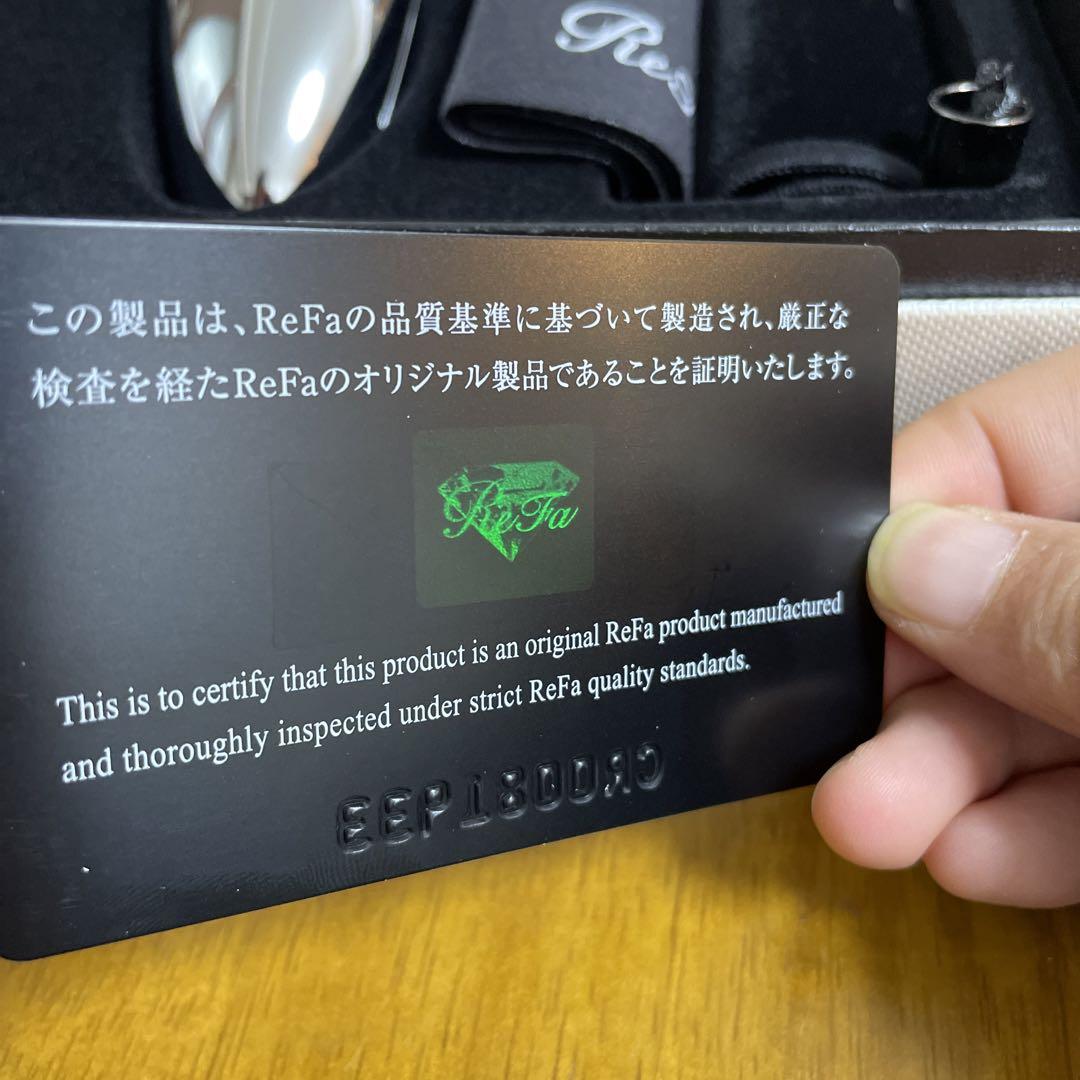 Re
この製品は、ReFaの品質基準に基づいて製造され、厳正な
検査を経たReFaのオリジナル製品であることを証明いたします。
ReFa
This is to certify that this product is an original ReFa product manufactured
and thoroughly inspected under strict ReFa quality standards.
CR0081933